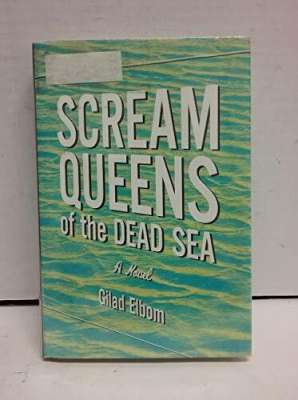 SCREAM
QUEENS
of the DEAD SEA
A Novel
Gilad Elbom